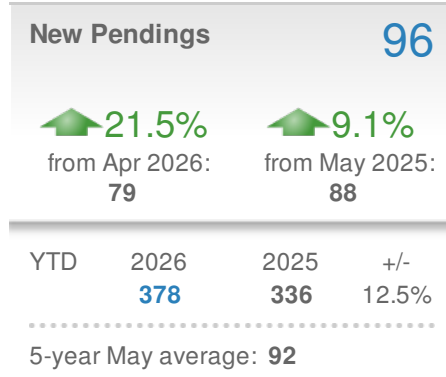 New Pendings 96
21.5% 9.1%
from Apr 2026: from May 2025:
79 88
YTD 2026 2025 +/-
378 336 12.5%
5-year May average: 92